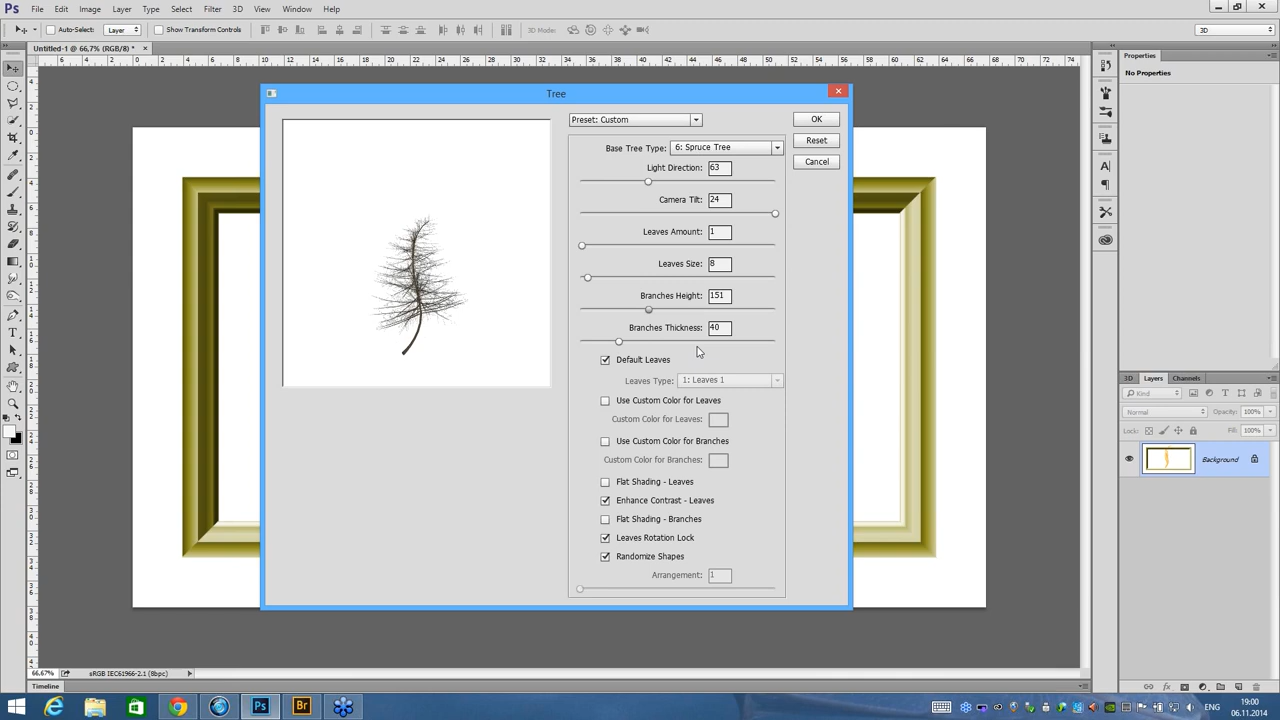 Ps File Edit Image Layer Type Select Filter 3D View Window Help
Auto-Select: Layer Show Transform Controls 3D Mode: 3D
Untitled-1 @ 66,7% (RGB/8) *
Properties
No Properties
Tree
Preset: Custom
OK
Reset
Cancel
Base Tree Type: 6: Spruce Tree
Light Direction: 63
Camera Tilt: 24
Leaves Amount: 1
Leaves Size: 8
Branches Height: 151
Branches Thickness: 40
Default Leaves
Leaves Type: 1: Leaves 1
Use Custom Color for Leaves
Custom Color for Leaves:
Use Custom Color for Branches
Custom Color for Branches:
Flat Shading - Leaves
Enhance Contrast - Leaves
Flat Shading - Branches
Leaves Rotation Lock
Randomize Shapes
Arrangement: 1
3D Layers Channels
Kind
Normal Opacity: 100%
Lock: Fill: 100%
Background
66.67% sRGB IEC61966-2.1 (8bpc)
Timeline
Ps Br ENG 19:00
06.11.2014